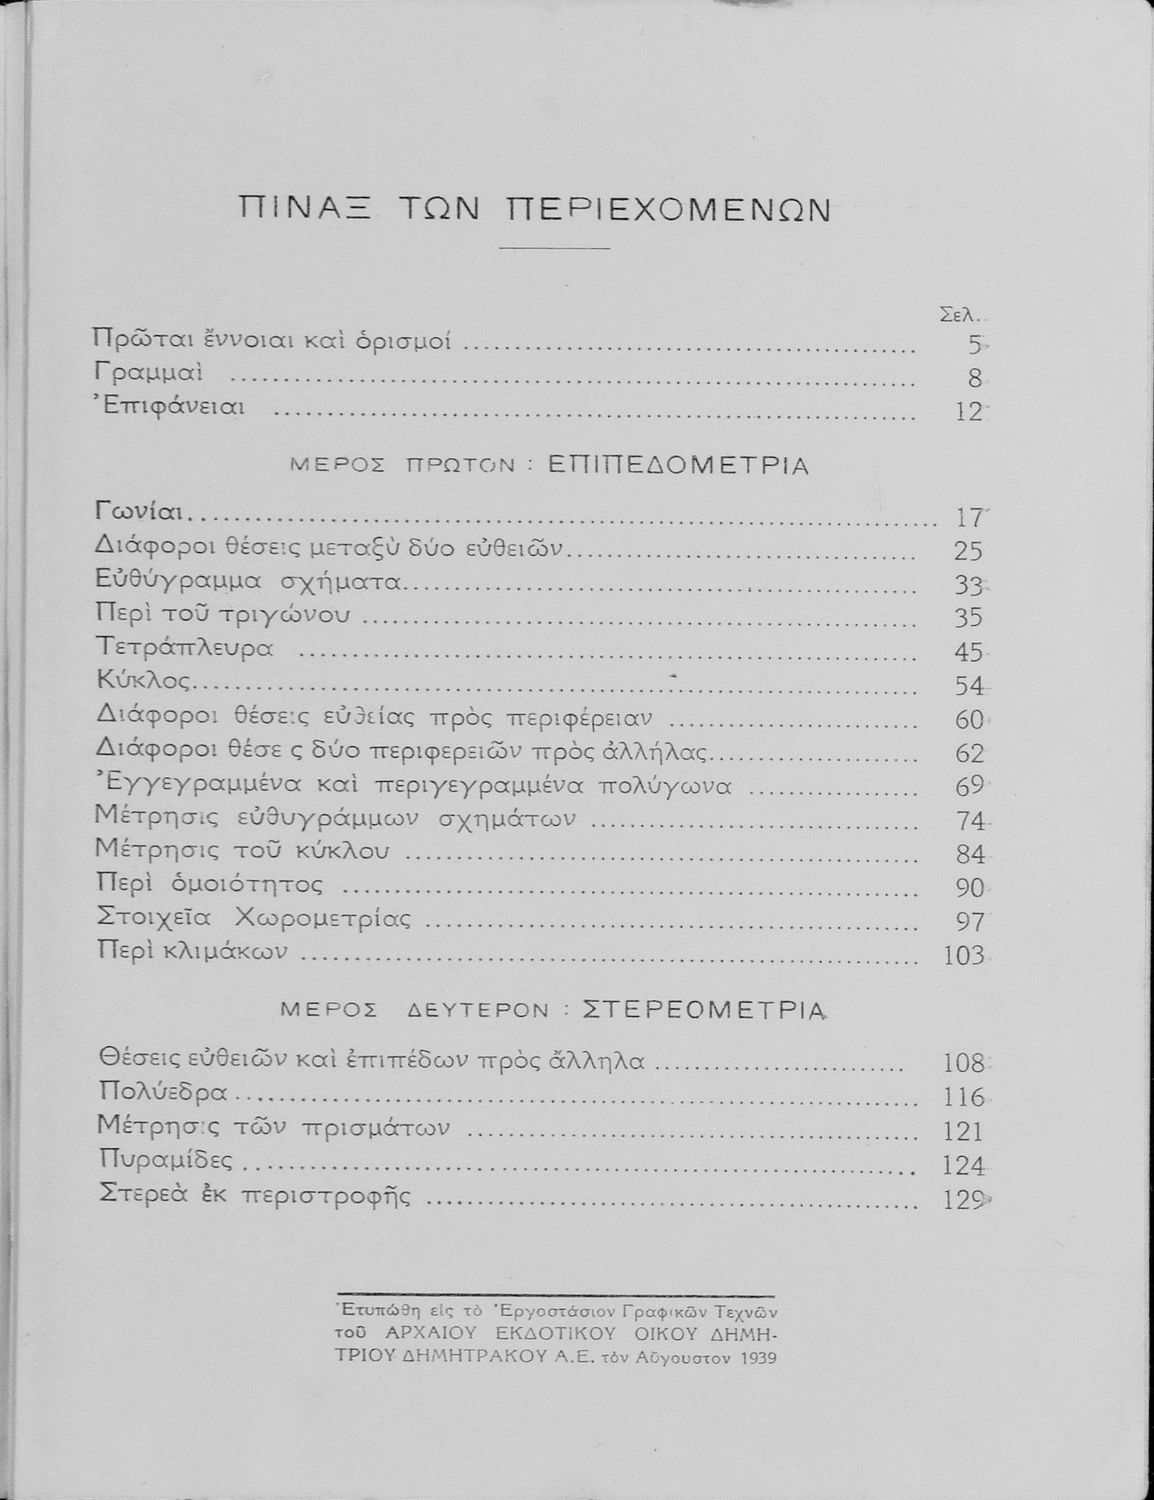 ΠΙΝΑΞ ΤΩΝ ΠΕΡΙΕΧΟΜΕΝΩΝ
Σελ.
Πρῶται ἔννοιαι καὶ ὁρισμοί ........ 5
Γραμμαὶ ........ 8
Ἐπιφάνειαι ........ 12
ΜΕΡΟΣ ΠΡΩΤΟΝ : ΕΠΙΠΕΔΟΜΕΤΡΙΑ
Γωνίαι ........ 17
Διάφοροι θέσεις μεταξὺ δύο εὐθειῶν ........ 25
Εὐθύγραμμα σχήματα ........ 33
Περὶ τοῦ τριγώνου ........ 35
Τετράπλευρα ........ 45
Κύκλος ........ 54
Διάφοροι θέσεις εὐθείας πρὸς περιφέρειαν ........ 60
Διάφοροι θέσε ς δύο περιφερειῶν πρὸς ἀλλήλας ........ 62
Ἐγγεγραμμένα καὶ περιγεγραμμένα πολύγωνα ........ 69
Μέτρησις εὐθυγράμμων σχημάτων ........ 74
Μέτρησις τοῦ κύκλου ........ 84
Περὶ ὁμοιότητος ........ 90
Στοιχεῖα Χωρομετρίας ........ 97
Περὶ κλιμάκων ........ 103
ΜΕΡΟΣ ΔΕΥΤΕΡΟΝ : ΣΤΕΡΕΟΜΕΤΡΙΑ
Θέσεις εὐθειῶν καὶ ἐπιπέδων πρὸς ἄλληλα ........ 108
Πολύεδρα ........ 116
Μέτρησις τῶν πρισμάτων ........ 121
Πυραμίδες ........ 124
Στερεὰ ἐκ περιστροφῆς ........ 129
Ἐτυπώθη εἰς τὸ Ἐργοστάσιον Γραφικῶν Τεχνῶν
τοῦ ΑΡΧΑΙΟΥ ΕΚΔΟΤΙΚΟΥ ΟΙΚΟΥ ΔΗΜΗ-
ΤΡΙΟΥ ΔΗΜΗΤΡΑΚΟΥ Α.Ε. τὸν Αὔγουστον 1939